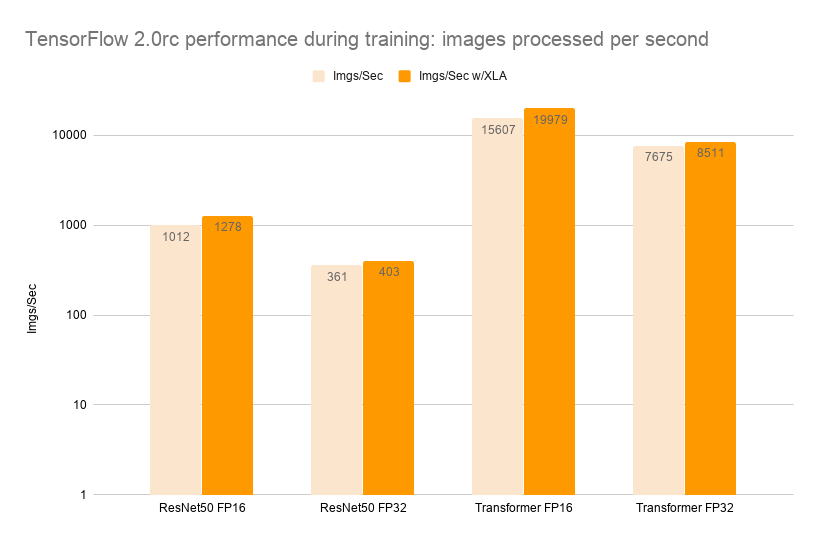 TensorFlow 2.0rc performance during training: images processed per second
Imgs/Sec
Imgs/Sec w/XLA
10000
1000
100
10
1
Imgs/Sec
1012
1278
361
403
15607
19979
7675
8511
ResNet50 FP16
ResNet50 FP32
Transformer FP16
Transformer FP32